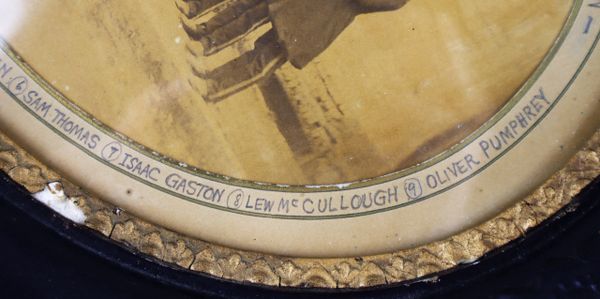 N ⑥ SAM THOMAS ⑦ ISAAC GASTON ⑧ LEW McCULLOUGH ⑨ OLIVER PUMPHREY